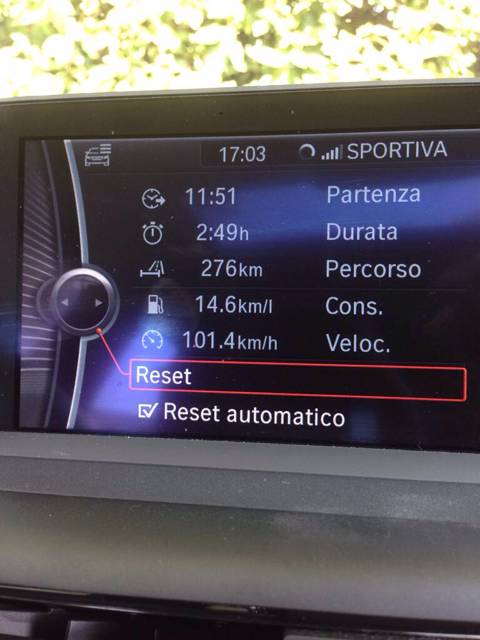 17:03 SPORTIVA
11:51 Partenza
2:49h Durata
276km Percorso
14.6km/l Cons.
101.4km/h Veloc.
Reset
Reset automatico